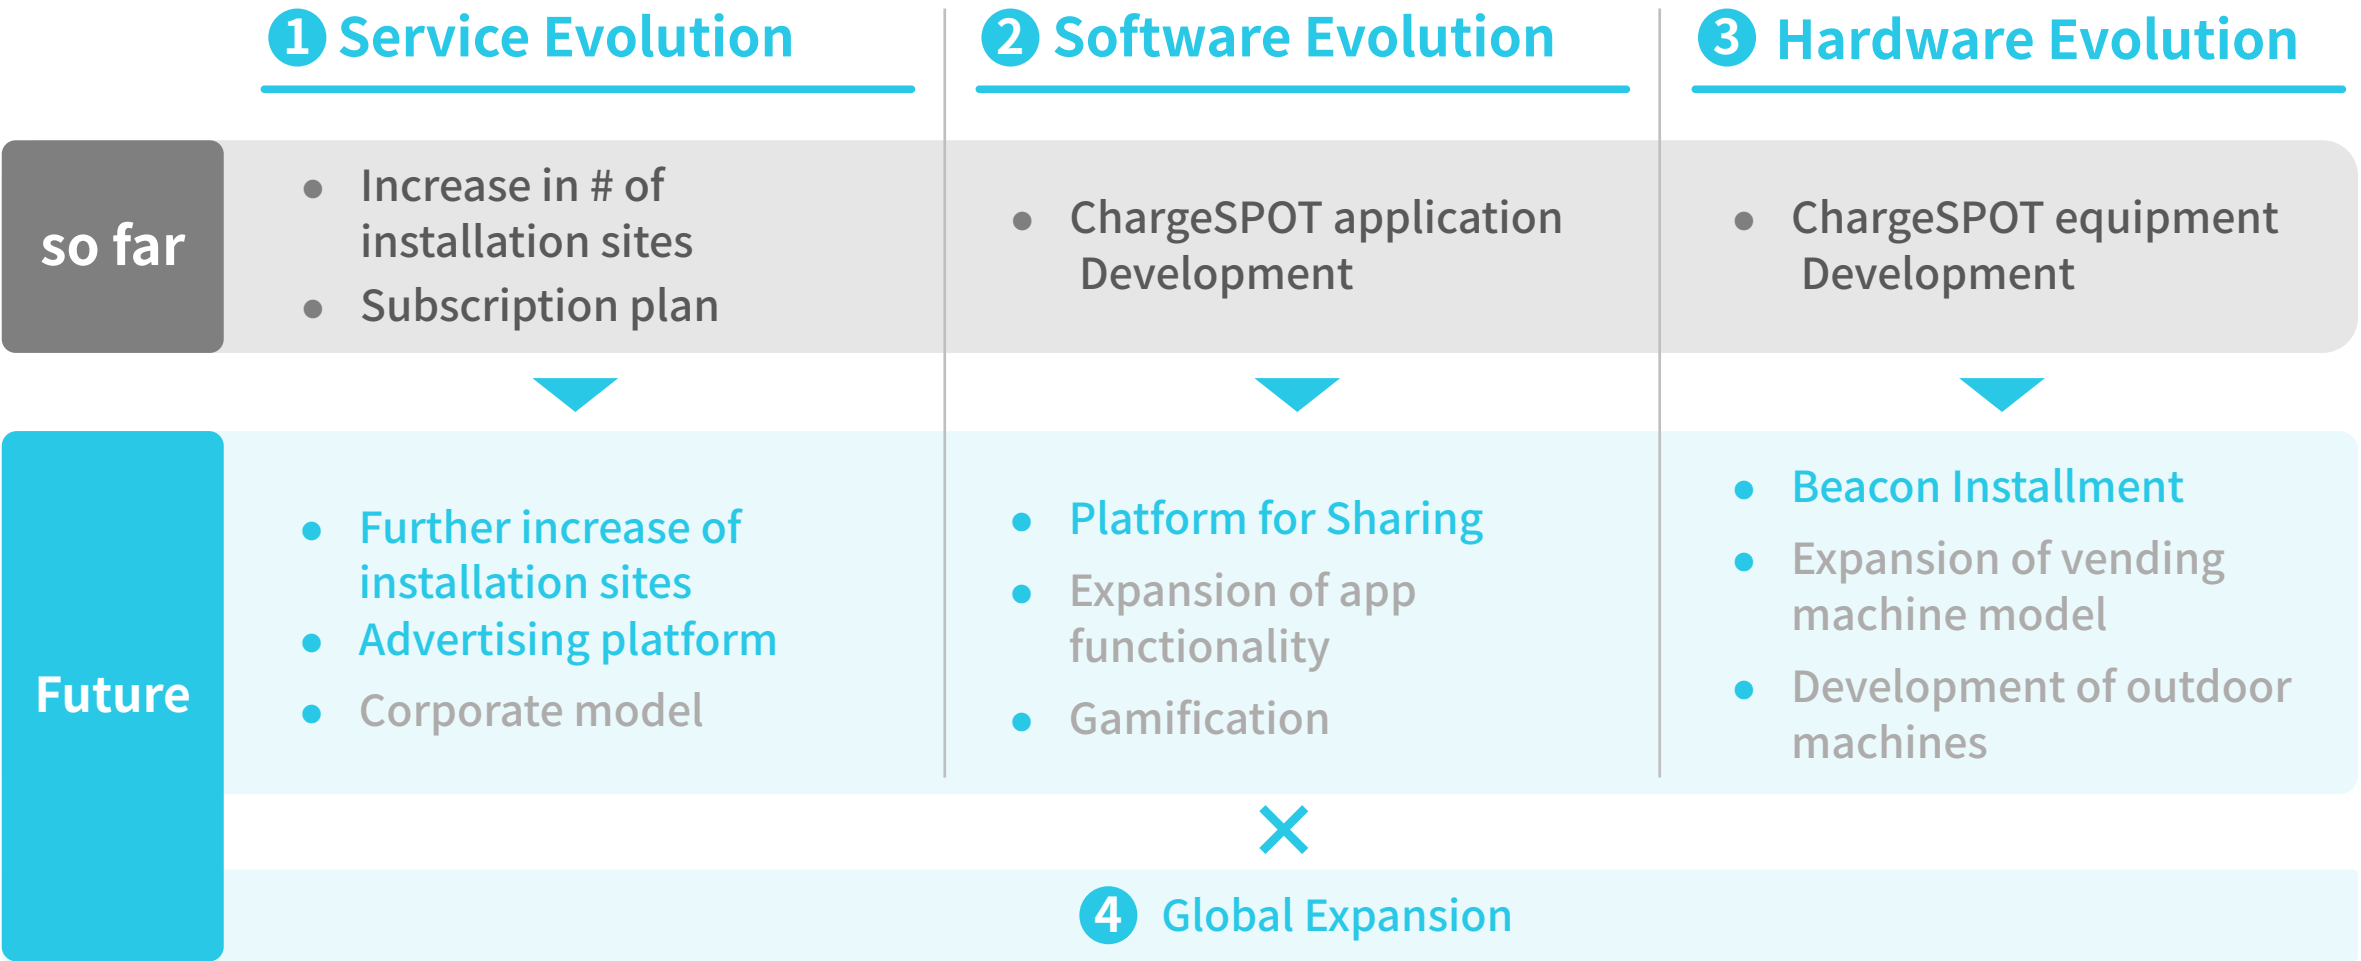 1 Service Evolution
2 Software Evolution
3 Hardware Evolution
so far
● Increase in # of
installation sites
● Subscription plan
● ChargeSPOT application
Development
● ChargeSPOT equipment
Development
Future
● Further increase of
installation sites
● Advertising platform
● Corporate model
● Platform for Sharing
● Expansion of app
functionality
● Gamification
● Beacon Installment
● Expansion of vending
machine model
● Development of outdoor
machines
×
4 Global Expansion